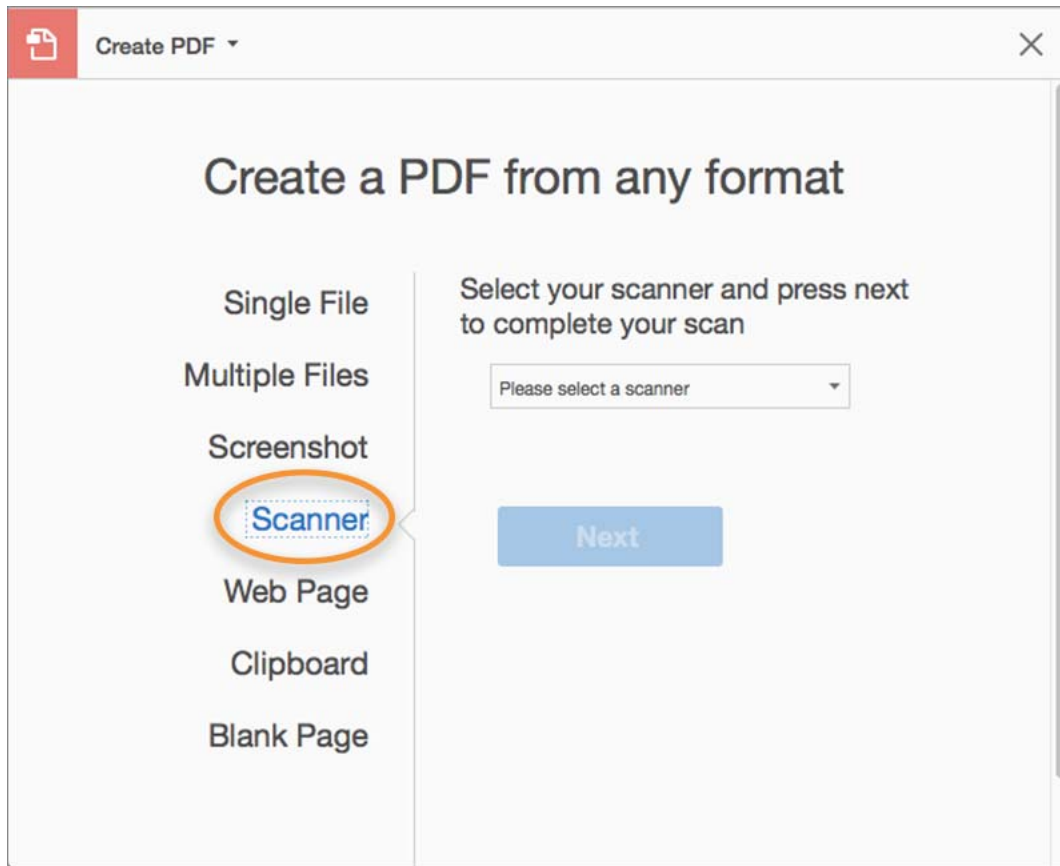 Create PDF
Create a PDF from any format
Single File
Multiple Files
Screenshot
Scanner
Web Page
Clipboard
Blank Page
Select your scanner and press next
to complete your scan
Please select a scanner
Next